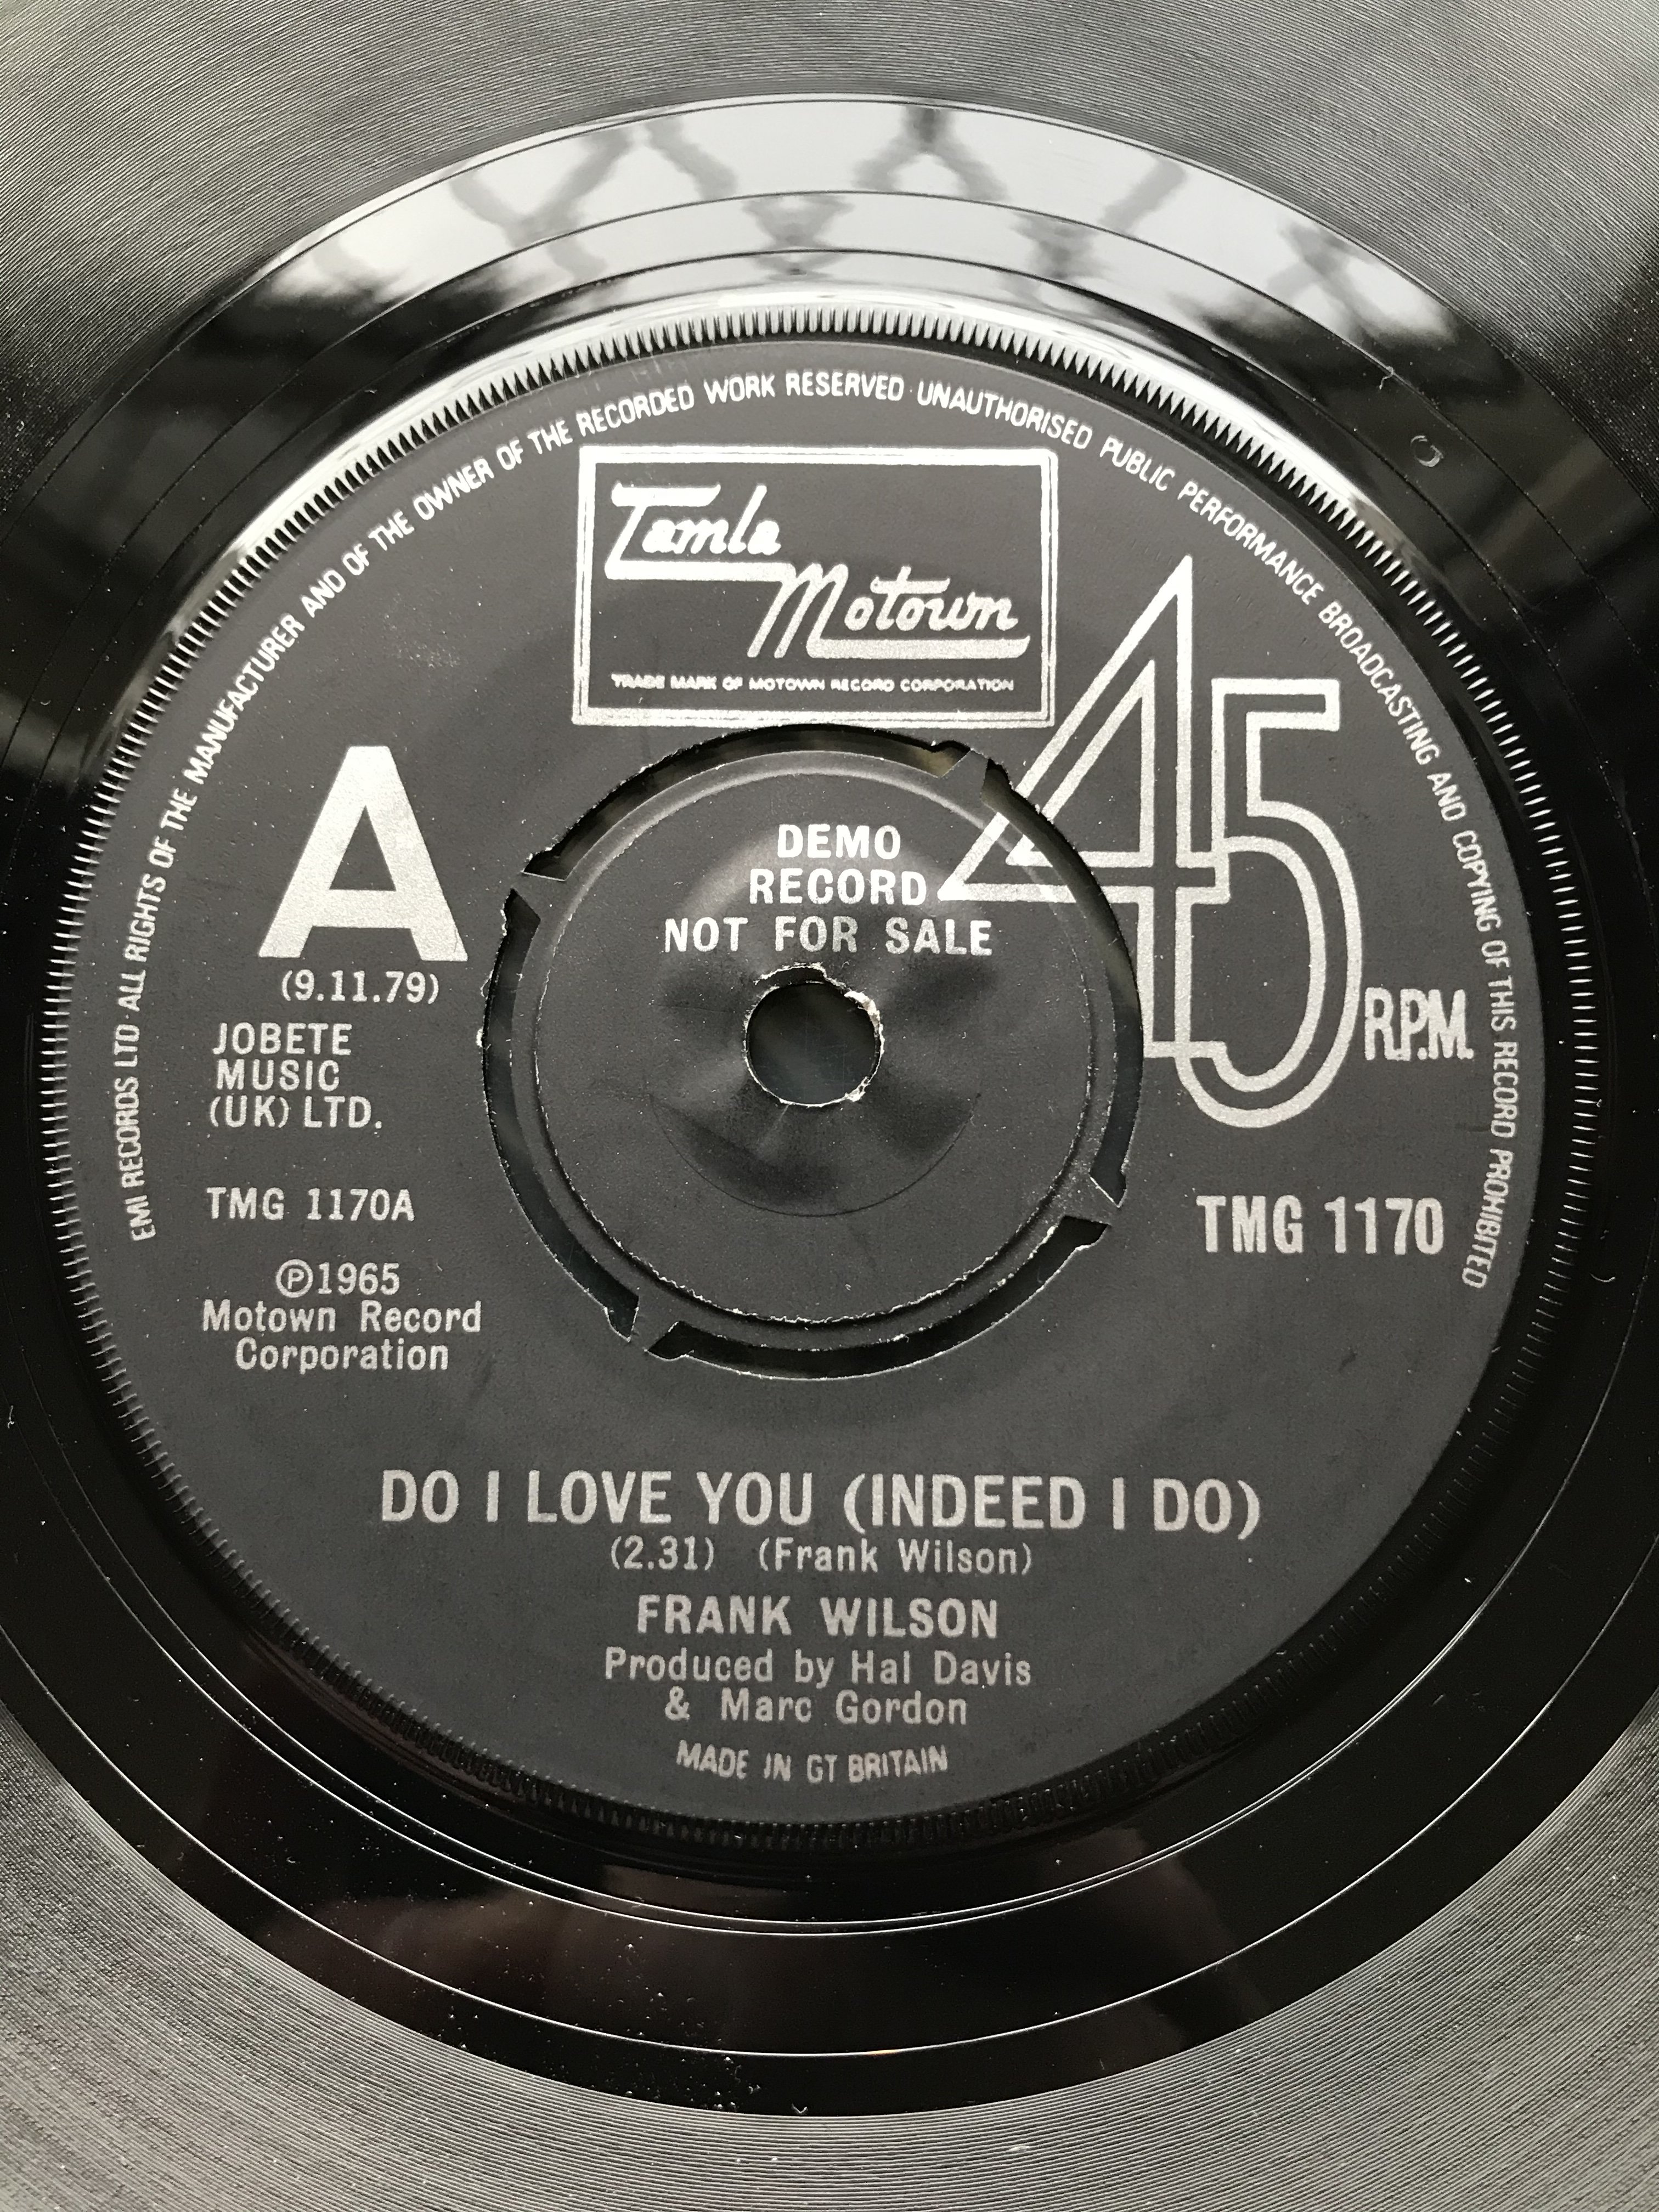 EMI RECORDS LTD · ALL RIGHTS OF THE MANUFACTURER AND OF THE OWNER OF THE RECORDED WORK RESERVED · UNAUTHORISED PUBLIC PERFORMANCE BROADCASTING AND COPYING OF THIS RECORD PROHIBITED
Tamla
Motown
TRADE MARK OF MOTOWN RECORD CORPORATION
45
R.P.M.
A
DEMO
RECORD
NOT FOR SALE
(9.11.79)
JOBETE
MUSIC
(UK) LTD.
TMG 1170A
TMG 1170
℗1965
Motown Record
Corporation
DO I LOVE YOU (INDEED I DO)
(2.31) (Frank Wilson)
FRANK WILSON
Produced by Hal Davis
& Marc Gordon
MADE IN GT BRITAIN